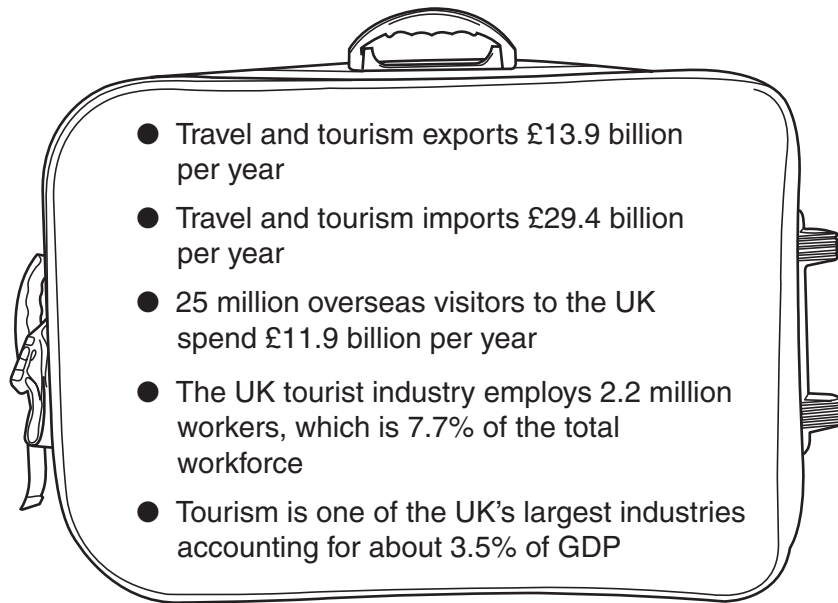 ● Travel and tourism exports £13.9 billion
per year
● Travel and tourism imports £29.4 billion
per year
● 25 million overseas visitors to the UK
spend £11.9 billion per year
● The UK tourist industry employs 2.2 million
workers, which is 7.7% of the total
workforce
● Tourism is one of the UK’s largest industries
accounting for about 3.5% of GDP